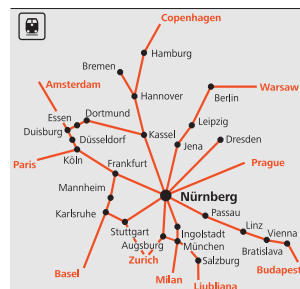 Copenhagen
Hamburg
Bremen
Amsterdam
Hannover
Warsaw
Berlin
Essen
Dortmund
Duisburg
Leipzig
Kassel
Düsseldorf
Dresden
Jena
Paris
Köln
Frankfurt
Prague
Mannheim
Nürnberg
Karlsruhe
Passau
Stuttgart
Ingolstadt
Linz
Vienna
Augsburg
München
Bratislava
Zurich
Salzburg
Basel
Milan
Budapest
Ljubljana